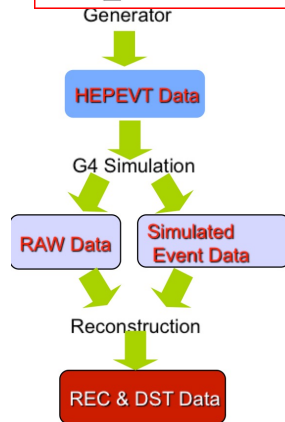 Generator
HEPEVT Data
G4 Simulation
RAW Data
Simulated
Event Data
Reconstruction
REC & DST Data